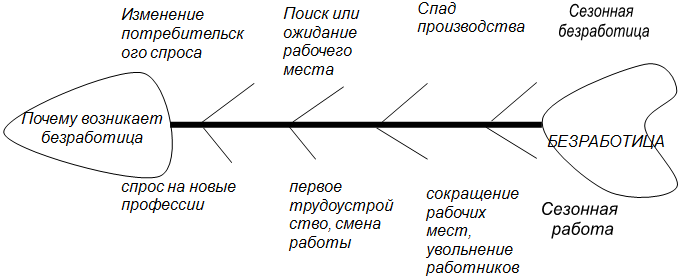 Изменение
потребительск
ого спроса
Поиск или
ожидание
рабочего
места
Спад
производства
Сезонная
безработица
Почему возникает
безработица
БЕЗРАБОТИЦА
спрос на новые
профессии
первое
трудоустрой
ство, смена
работы
сокращение
рабочих
мест,
увольнение
работников
Сезонная
работа